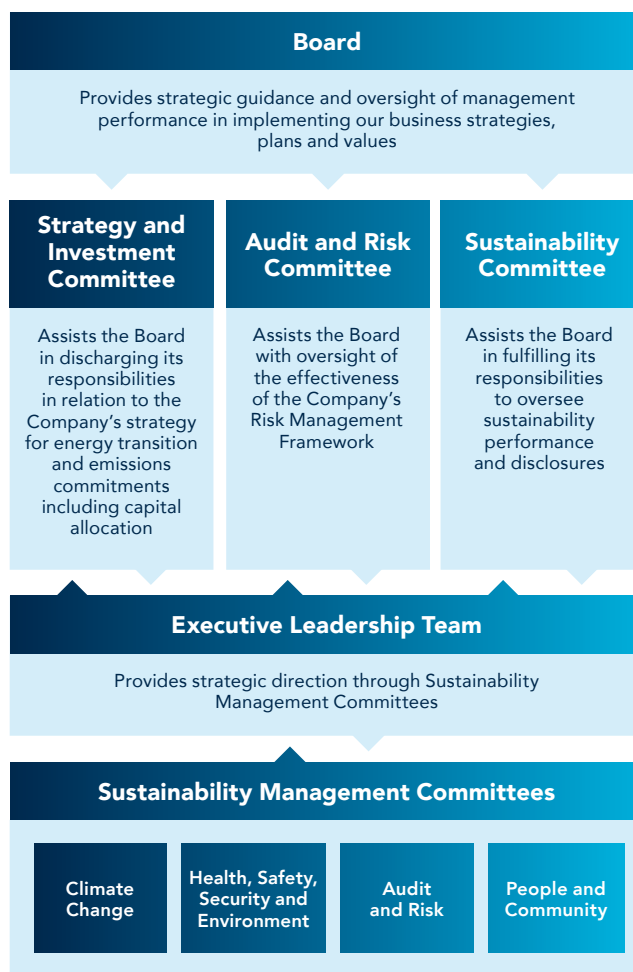 Board
Provides strategic guidance and oversight of management
performance in implementing our business strategies,
plans and values
Strategy and
Investment
Committee
Assists the Board
in discharging its
responsibilities
in relation to the
Company's strategy
for energy transition
and emissions
commitments
including capital
allocation
Audit and Risk
Committee
Assists the Board
with oversight of
the effectiveness
of the Company's
Risk Management
Framework
Sustainability
Committee
Assists the Board
in fulfilling its
responsibilities
to oversee
sustainability
performance
and disclosures
Executive Leadership Team
Provides strategic direction through Sustainability
Management Committees
Sustainability Management Committees
Climate
Change
Health, Safety,
Security and
Environment
Audit
and Risk
People and
Community